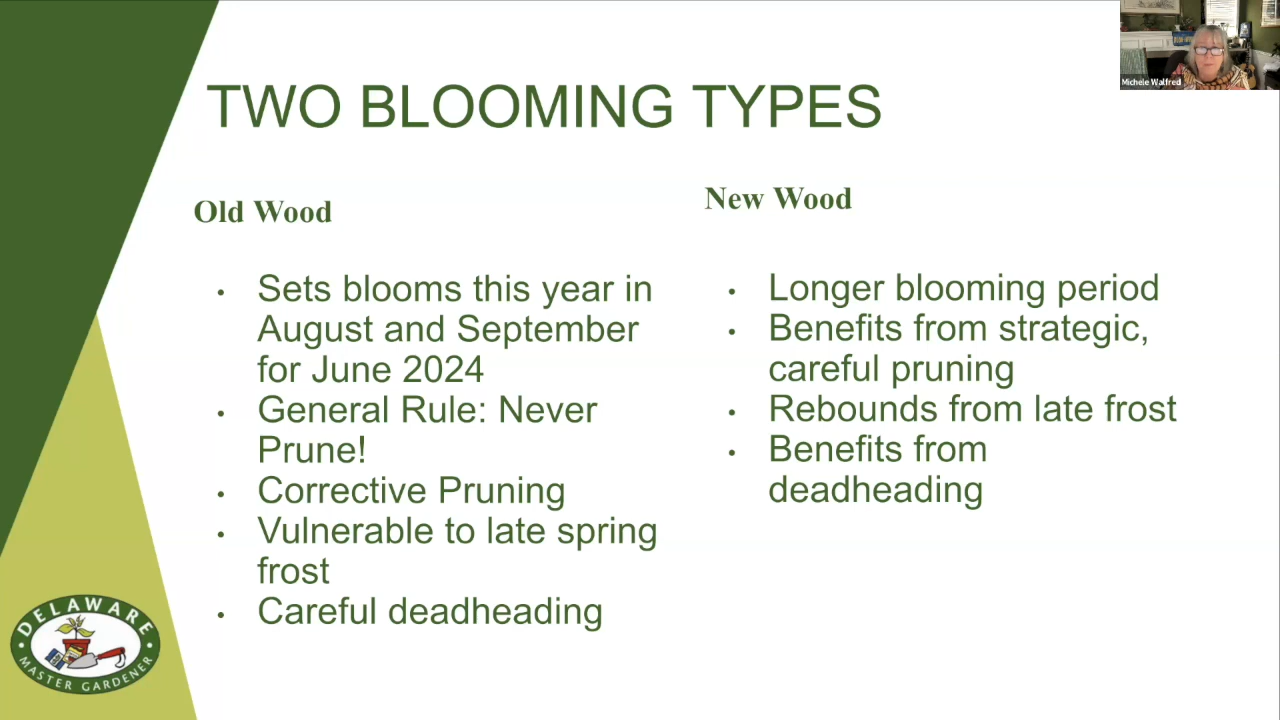 TWO BLOOMING TYPES
Michele Walfred
Old Wood
• Sets blooms this year in
August and September
for June 2024
• General Rule: Never
Prune!
• Corrective Pruning
• Vulnerable to late spring
frost
• Careful deadheading
New Wood
• Longer blooming period
• Benefits from strategic,
careful pruning
• Rebounds from late frost
• Benefits from
deadheading
DELAWARE
MASTER GARDENER